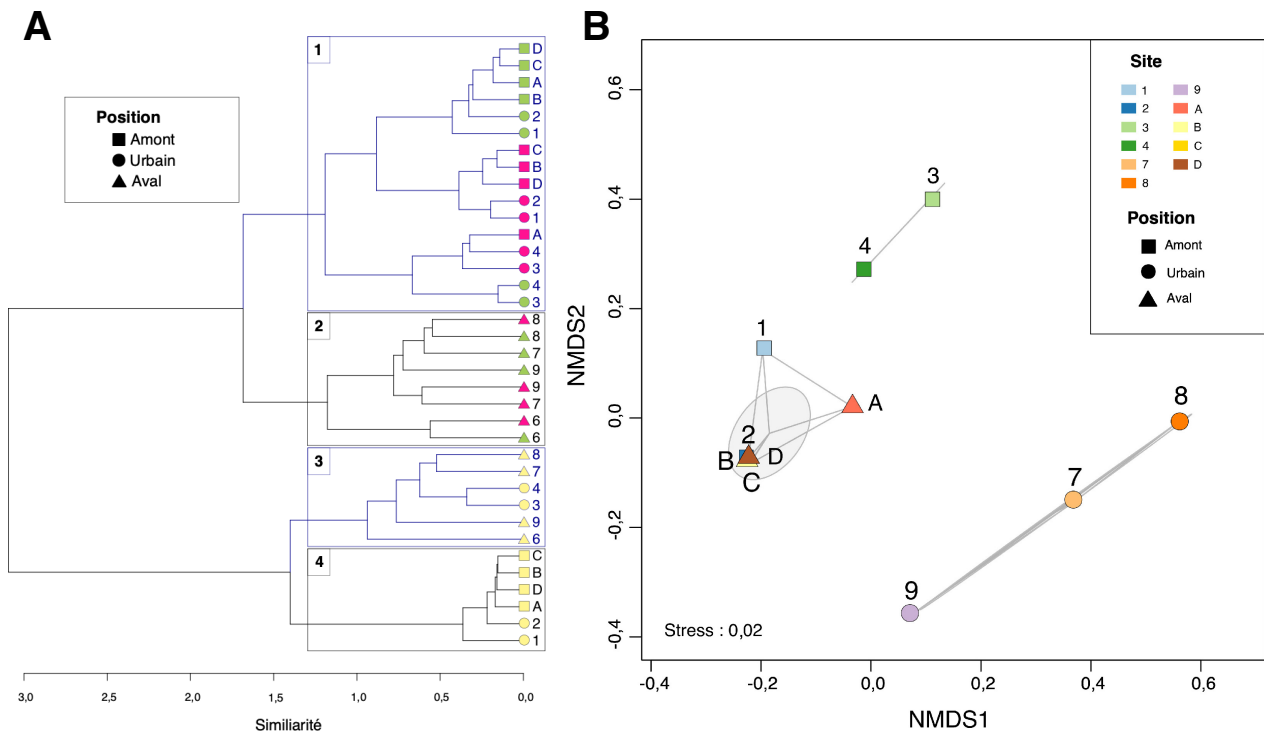 A
Position
Amont
Urbain
Aval
1
D
C
A
B
2
1
C
B
D
2
1
A
4
3
4
3
2
8
8
7
9
9
7
6
6
3
8
7
4
3
9
6
4
C
B
D
A
2
1
3,0 2,5 2,0 1,5 1,0 0,5 0,0
Similiarité
B
NMDS2
0,6
0,4
0,2
0,0
-0,2
-0,4
Site
1 9
2 A
3 B
4 C
7 D
8
Position
Amont
Urbain
Aval
3
4
1
A
8
2
B D
C
7
9
Stress : 0,02
-0,4 -0,2 0,0 0,2 0,4 0,6
NMDS1